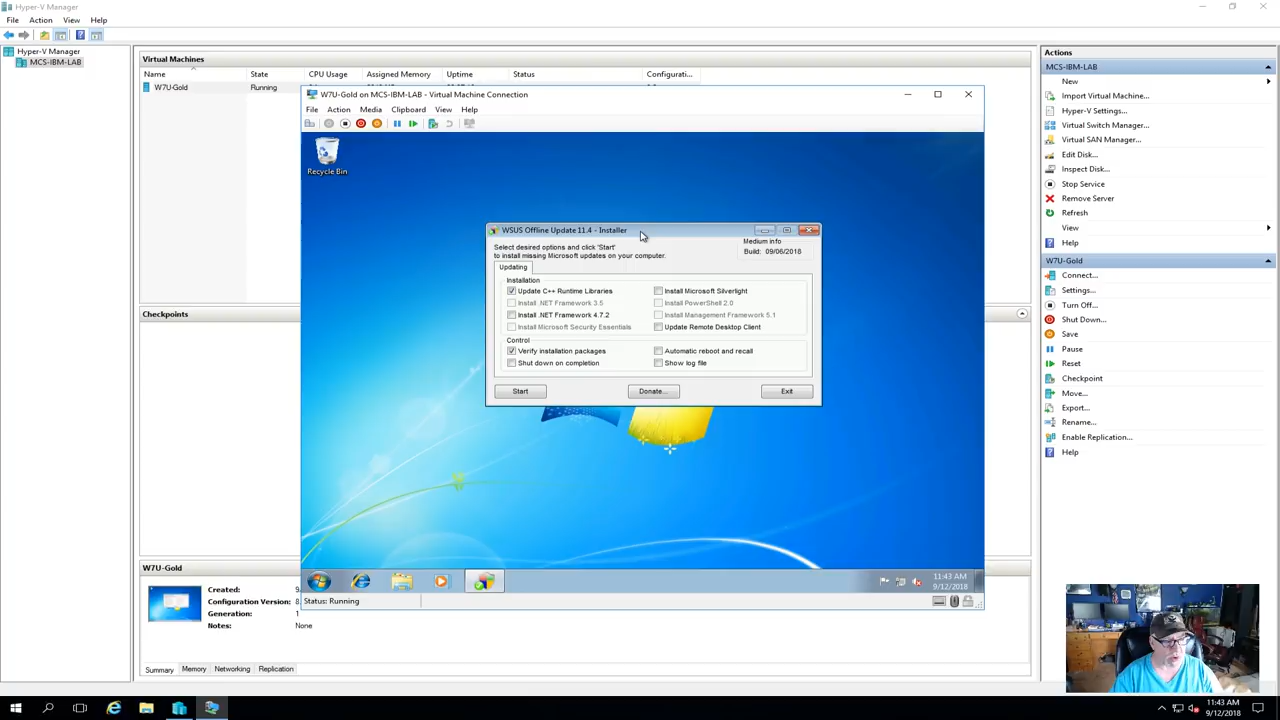 Hyper-V Manager
File Action View Help
Hyper-V Manager
MCS-IBM-LAB
Virtual Machines
Name State CPU Usage Assigned Memory Uptime Status Configurati...
W7U-Gold Running
W7U-Gold on MCS-IBM-LAB - Virtual Machine Connection
File Action Media Clipboard View Help
Recycle Bin
WSUS Offline Update 11.4 - Installer
Select desired options and click 'Start'
to install missing Microsoft updates on your computer.
Medium info
Build: 09/06/2018
Updating
Installation
Update C++ Runtime Libraries Install Microsoft Silverlight
Install .NET Framework 3.5 Install PowerShell 2.0
Install .NET Framework 4.7.2 Install Management Framework 5.1
Install Microsoft Security Essentials Update Remote Desktop Client
Control
Verify installation packages Automatic reboot and recall
Shut down on completion Show log file
Start Donate... Exit
11:43 AM
9/12/2018
Status: Running
Checkpoints
W7U-Gold
Created: 9
Configuration Version: 8
Generation: 1
Notes: None
Summary Memory Networking Replication
Actions
MCS-IBM-LAB
New
Import Virtual Machine...
Hyper-V Settings...
Virtual Switch Manager...
Virtual SAN Manager...
Edit Disk...
Inspect Disk...
Stop Service
Remove Server
Refresh
View
Help
W7U-Gold
Connect...
Settings...
Turn Off...
Shut Down...
Save
Pause
Reset
Checkpoint
Move...
Export...
Rename...
Enable Replication...
Help
11:43 AM
9/12/2018